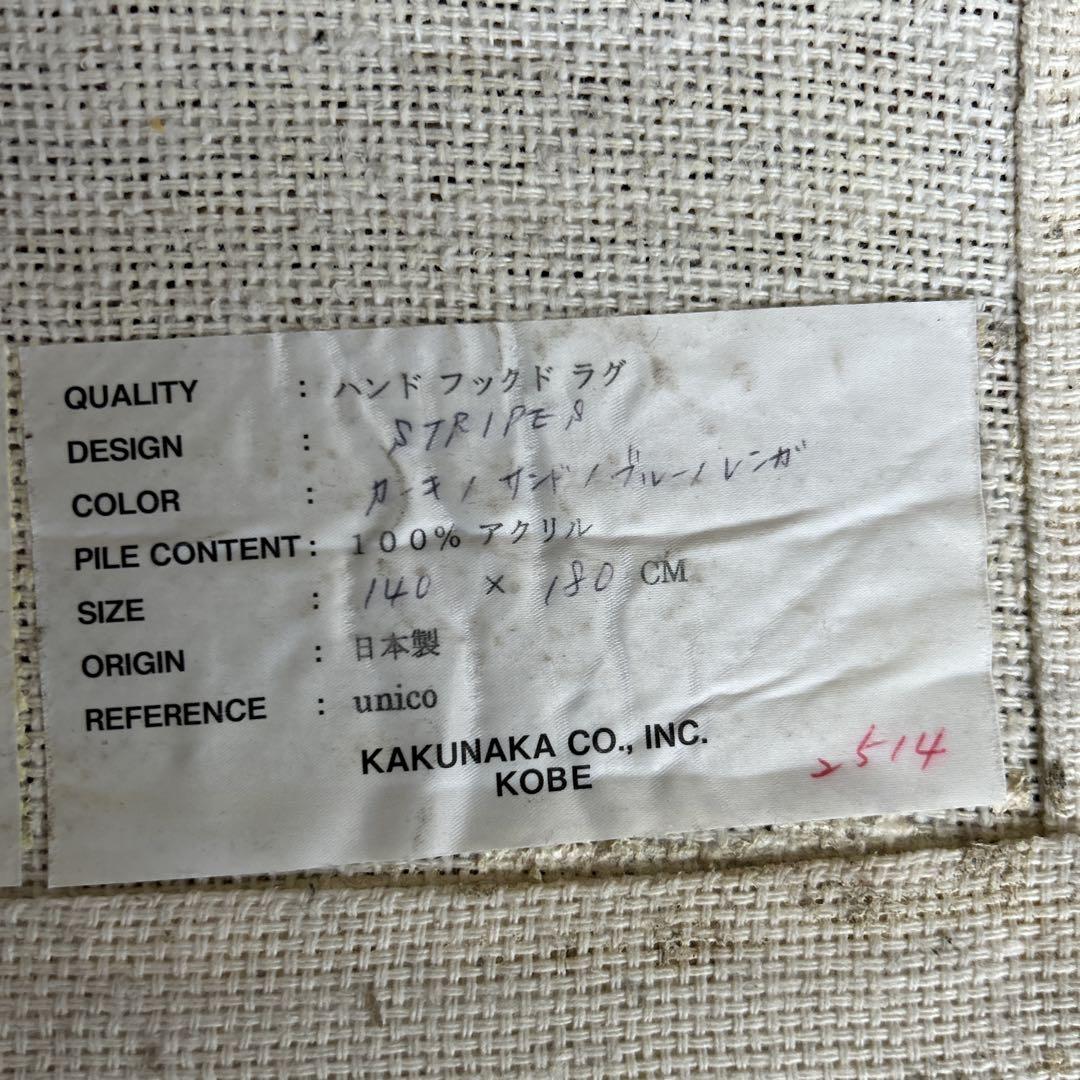 QUALITY : ハンド フックド ラグ
DESIGN : STRIPES
COLOR : カーキ / サンド / ブルー / レンガ
PILE CONTENT : 100% アクリル
SIZE : 140 × 180 CM
ORIGIN : 日本製
REFERENCE : unico
KAKUNAKA CO., INC.
KOBE
2514